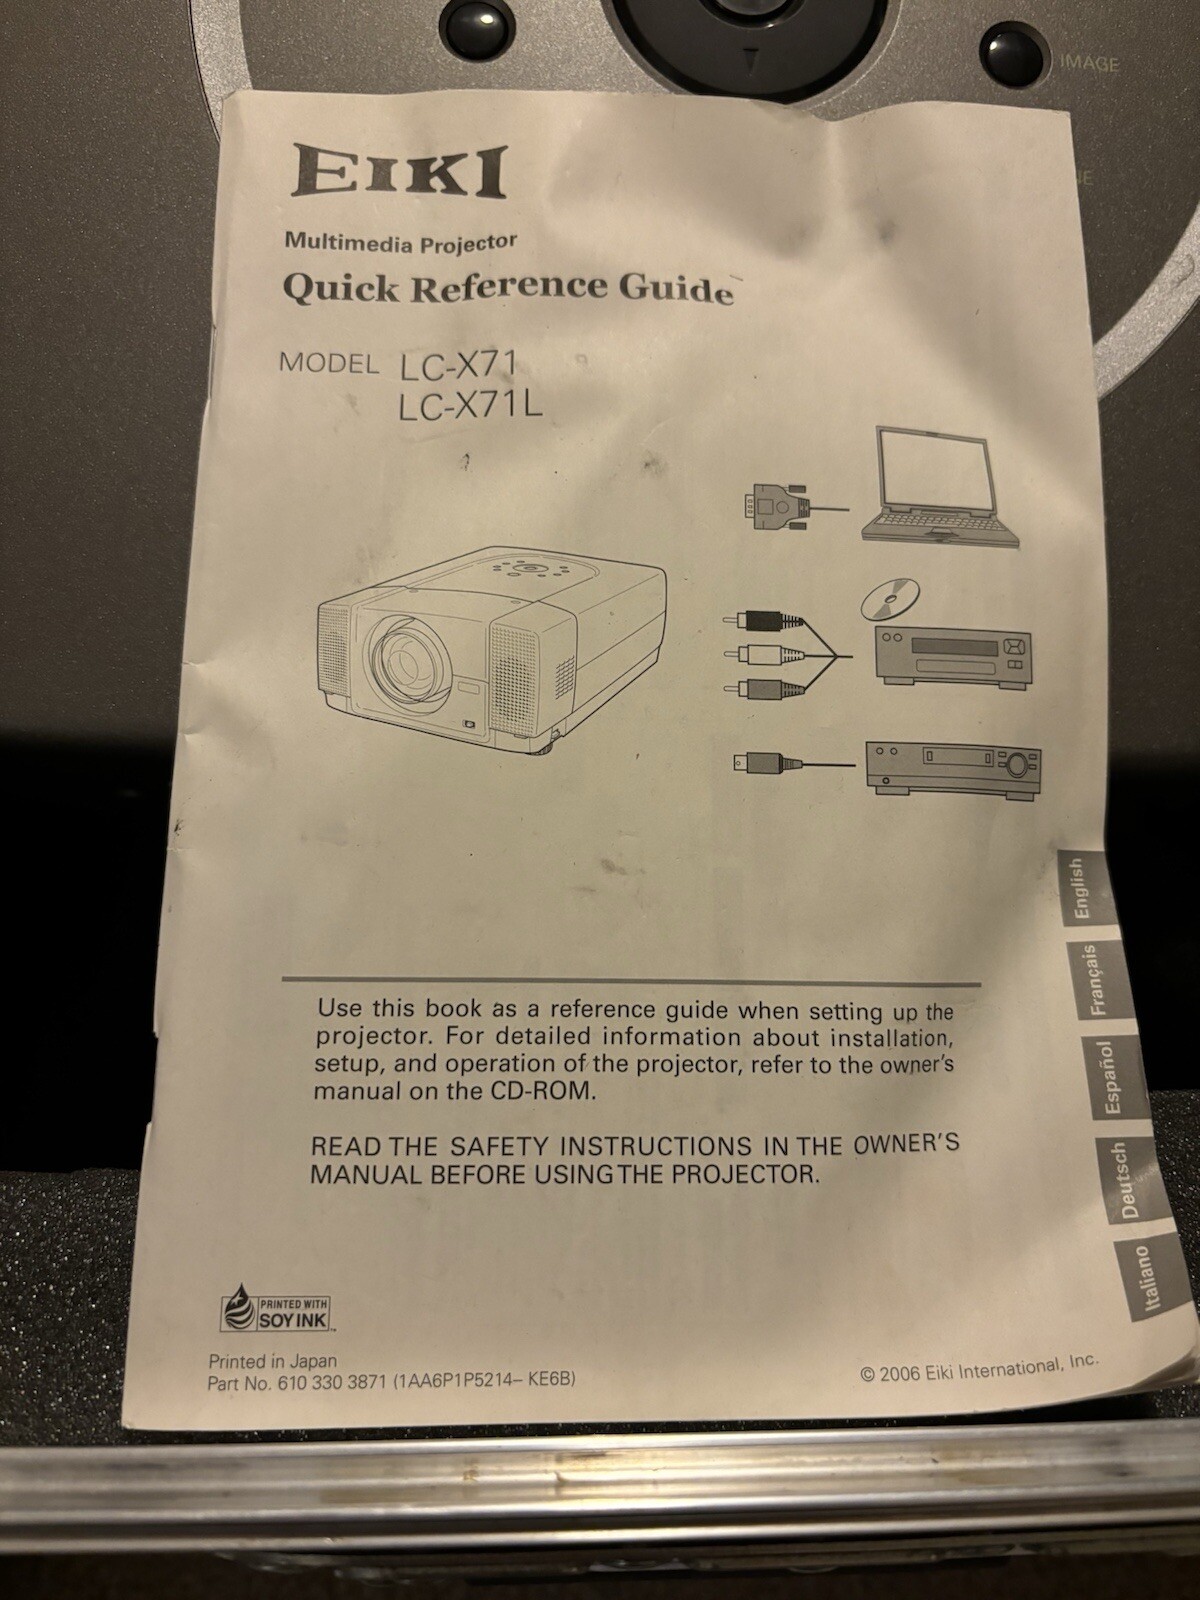 IMAGE
EIKI
Multimedia Projector
Quick Reference Guide
MODEL LC-X71
LC-X71L
English
Français
Español
Deutsch
Italiano
Use this book as a reference guide when setting up the
projector. For detailed information about installation,
setup, and operation of the projector, refer to the owner's
manual on the CD-ROM.
READ THE SAFETY INSTRUCTIONS IN THE OWNER'S
MANUAL BEFORE USING THE PROJECTOR.
PRINTED WITH
SOY INK™
Printed in Japan
Part No. 610 330 3871 (1AA6P1P5214– KE6B)
© 2006 Eiki International, Inc.